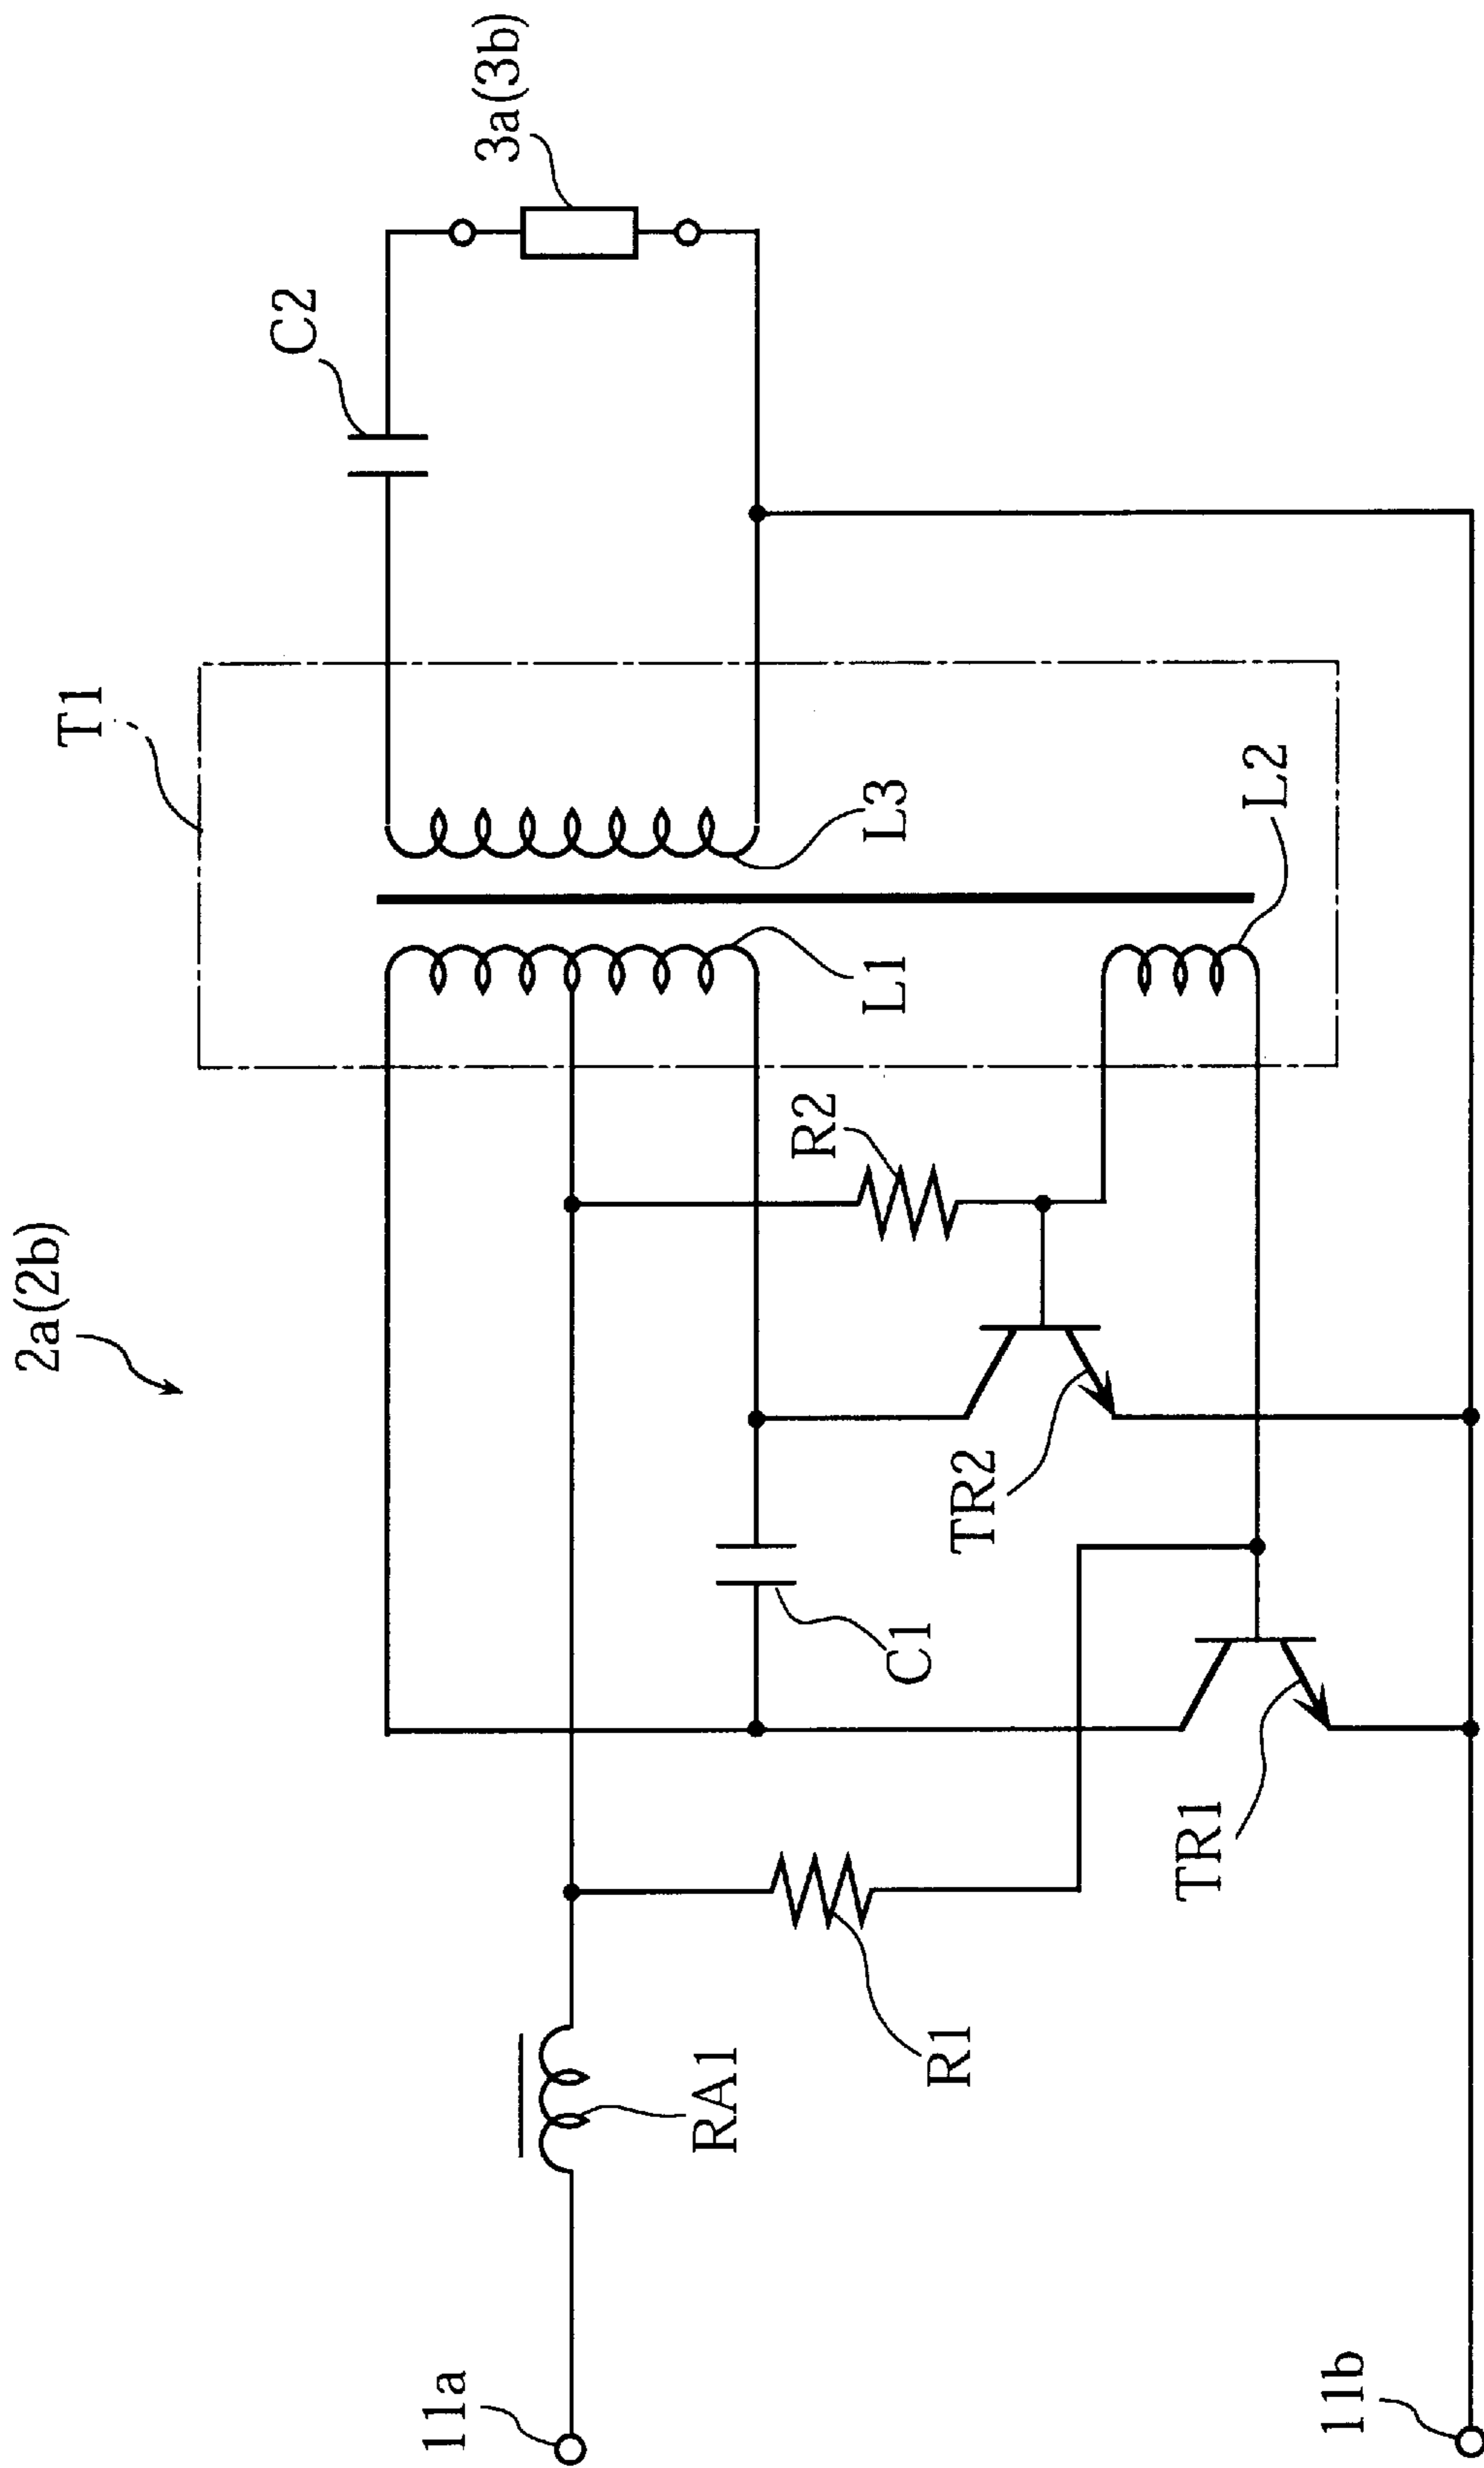 2a(2b)
T1
C2
3a(3b)
11a
RA1
R1
C1
R2
L1
L3
TR2
TR1
L2
11b